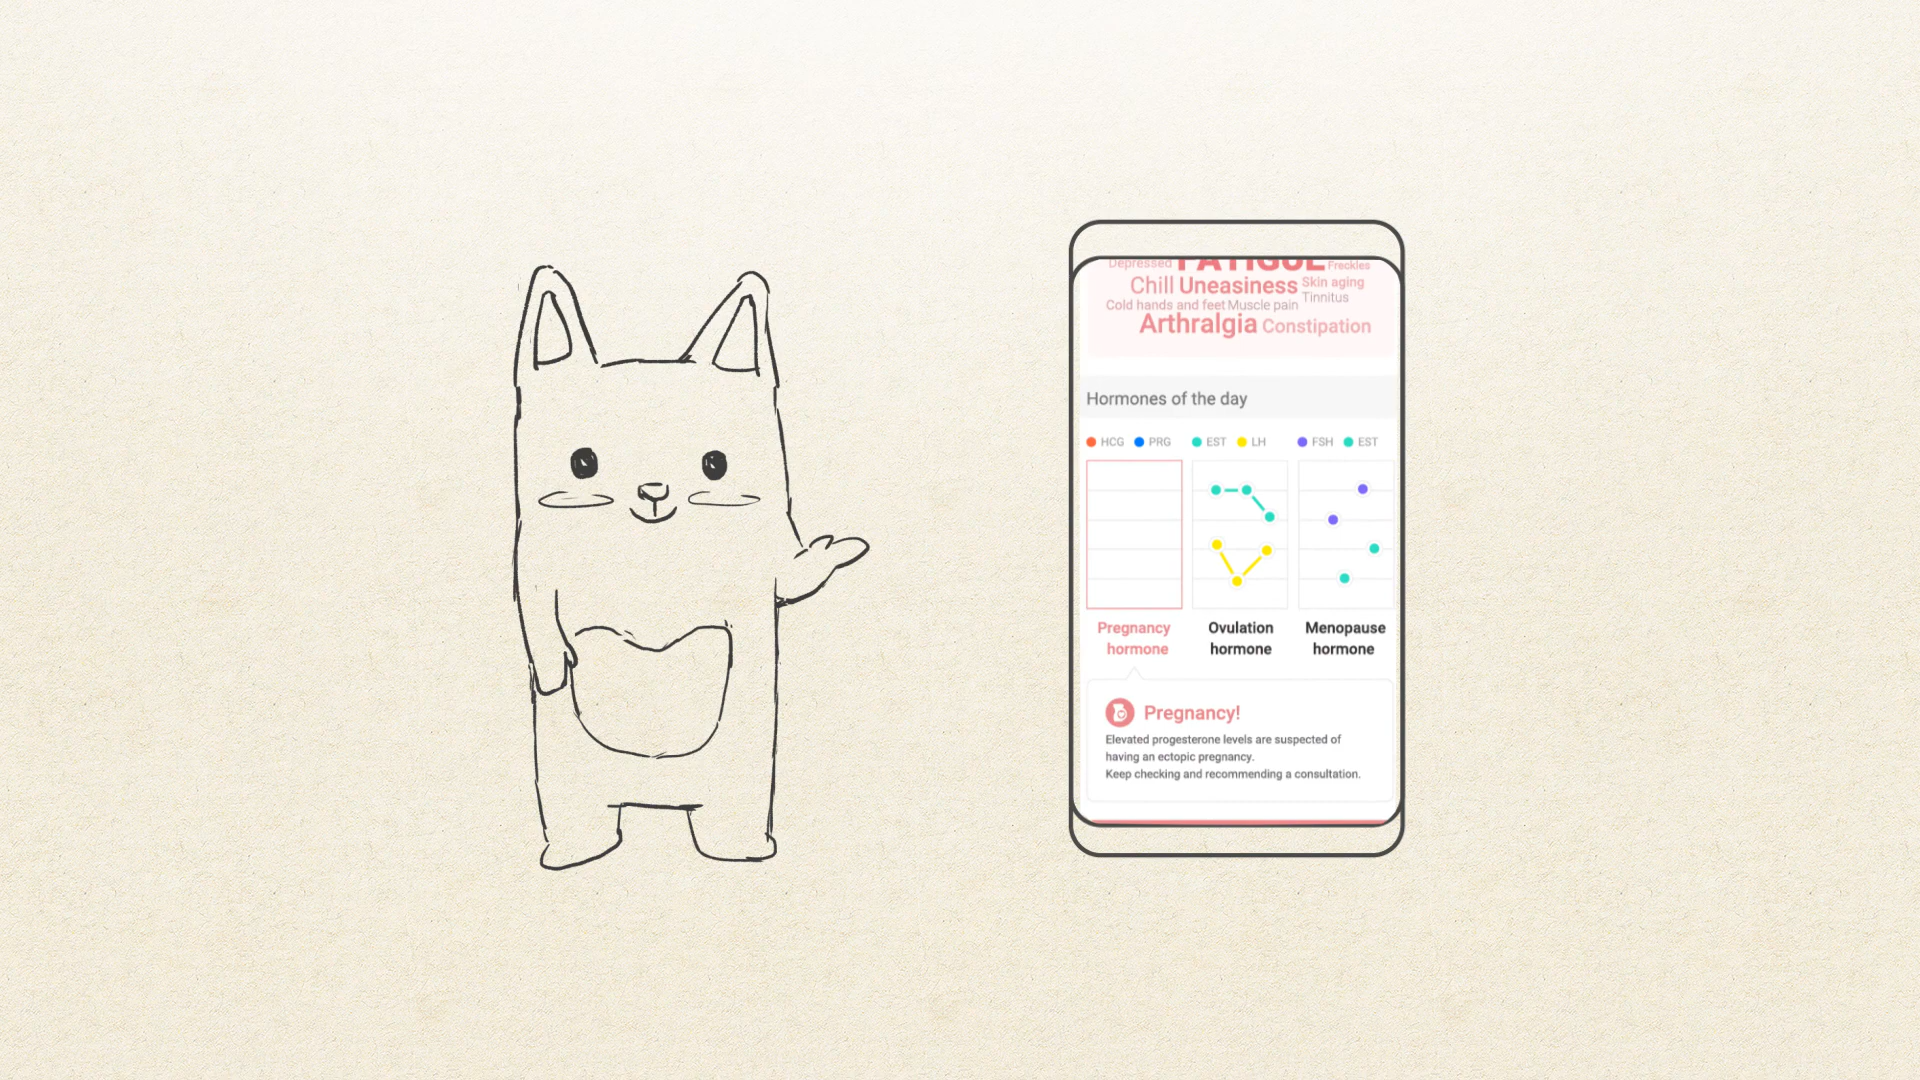 Depressed FATIGUE Freckles
Chill Uneasiness Skin aging
Cold hands and feet Muscle pain Tinnitus
Arthralgia Constipation
Hormones of the day
HCG PRG EST LH FSH EST
Pregnancy hormone
Ovulation hormone
Menopause hormone
Pregnancy!
Elevated progesterone levels are suspected of
having an ectopic pregnancy.
Keep checking and recommending a consultation.